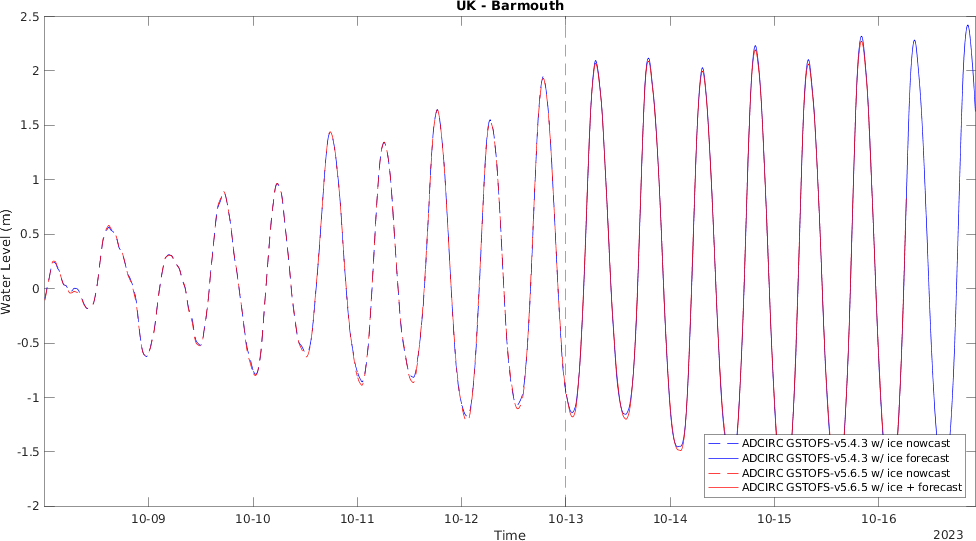 UK - Barmouth
2.5
2
1.5
1
0.5
0
-0.5
-1
-1.5
-2
Water Level (m)
ADCIRC GSTOFS-v5.4.3 w/ ice nowcast
ADCIRC GSTOFS-v5.4.3 w/ ice forecast
ADCIRC GSTOFS-v5.6.5 w/ ice nowcast
ADCIRC GSTOFS-v5.6.5 w/ ice + forecast
10-09 10-10 10-11 10-12 10-13 10-14 10-15 10-16
Time
2023